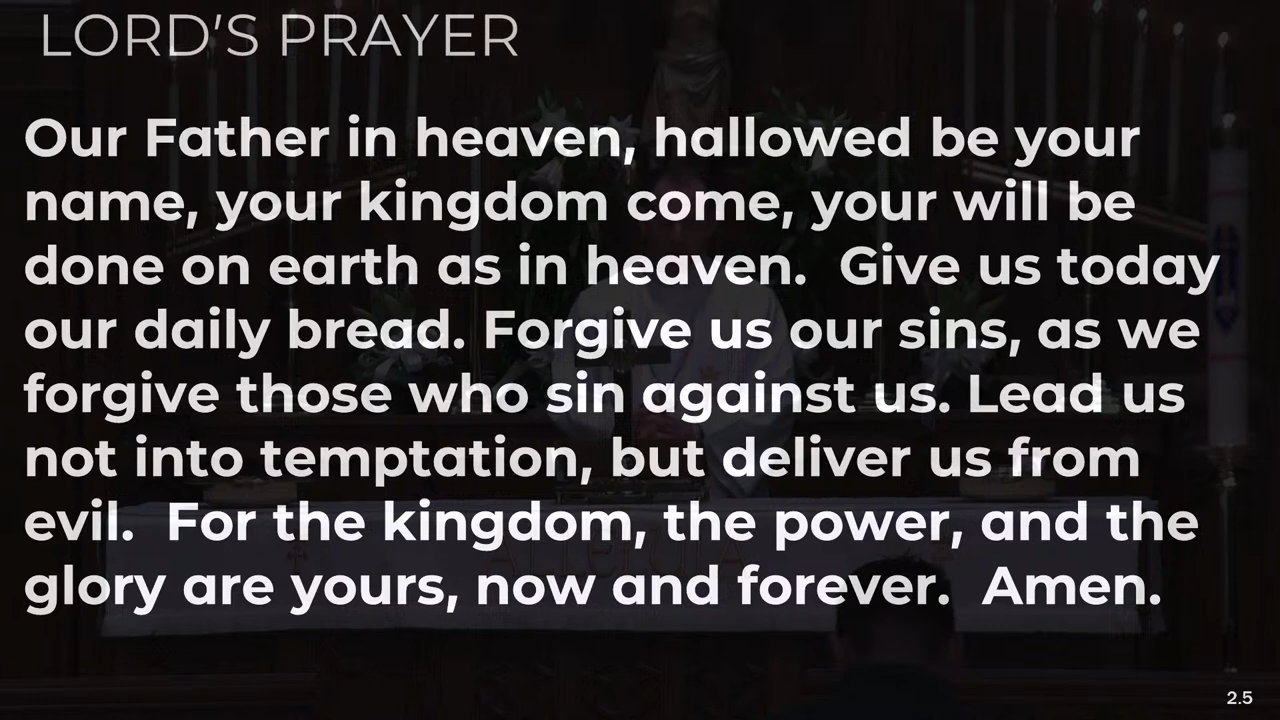 LORD'S PRAYER
Our Father in heaven, hallowed be your
name, your kingdom come, your will be
done on earth as in heaven.  Give us today
our daily bread. Forgive us our sins, as we
forgive those who sin against us. Lead us
not into temptation, but deliver us from
evil.  For the kingdom, the power, and the
glory are yours, now and forever.  Amen.
Alleluia
2.5